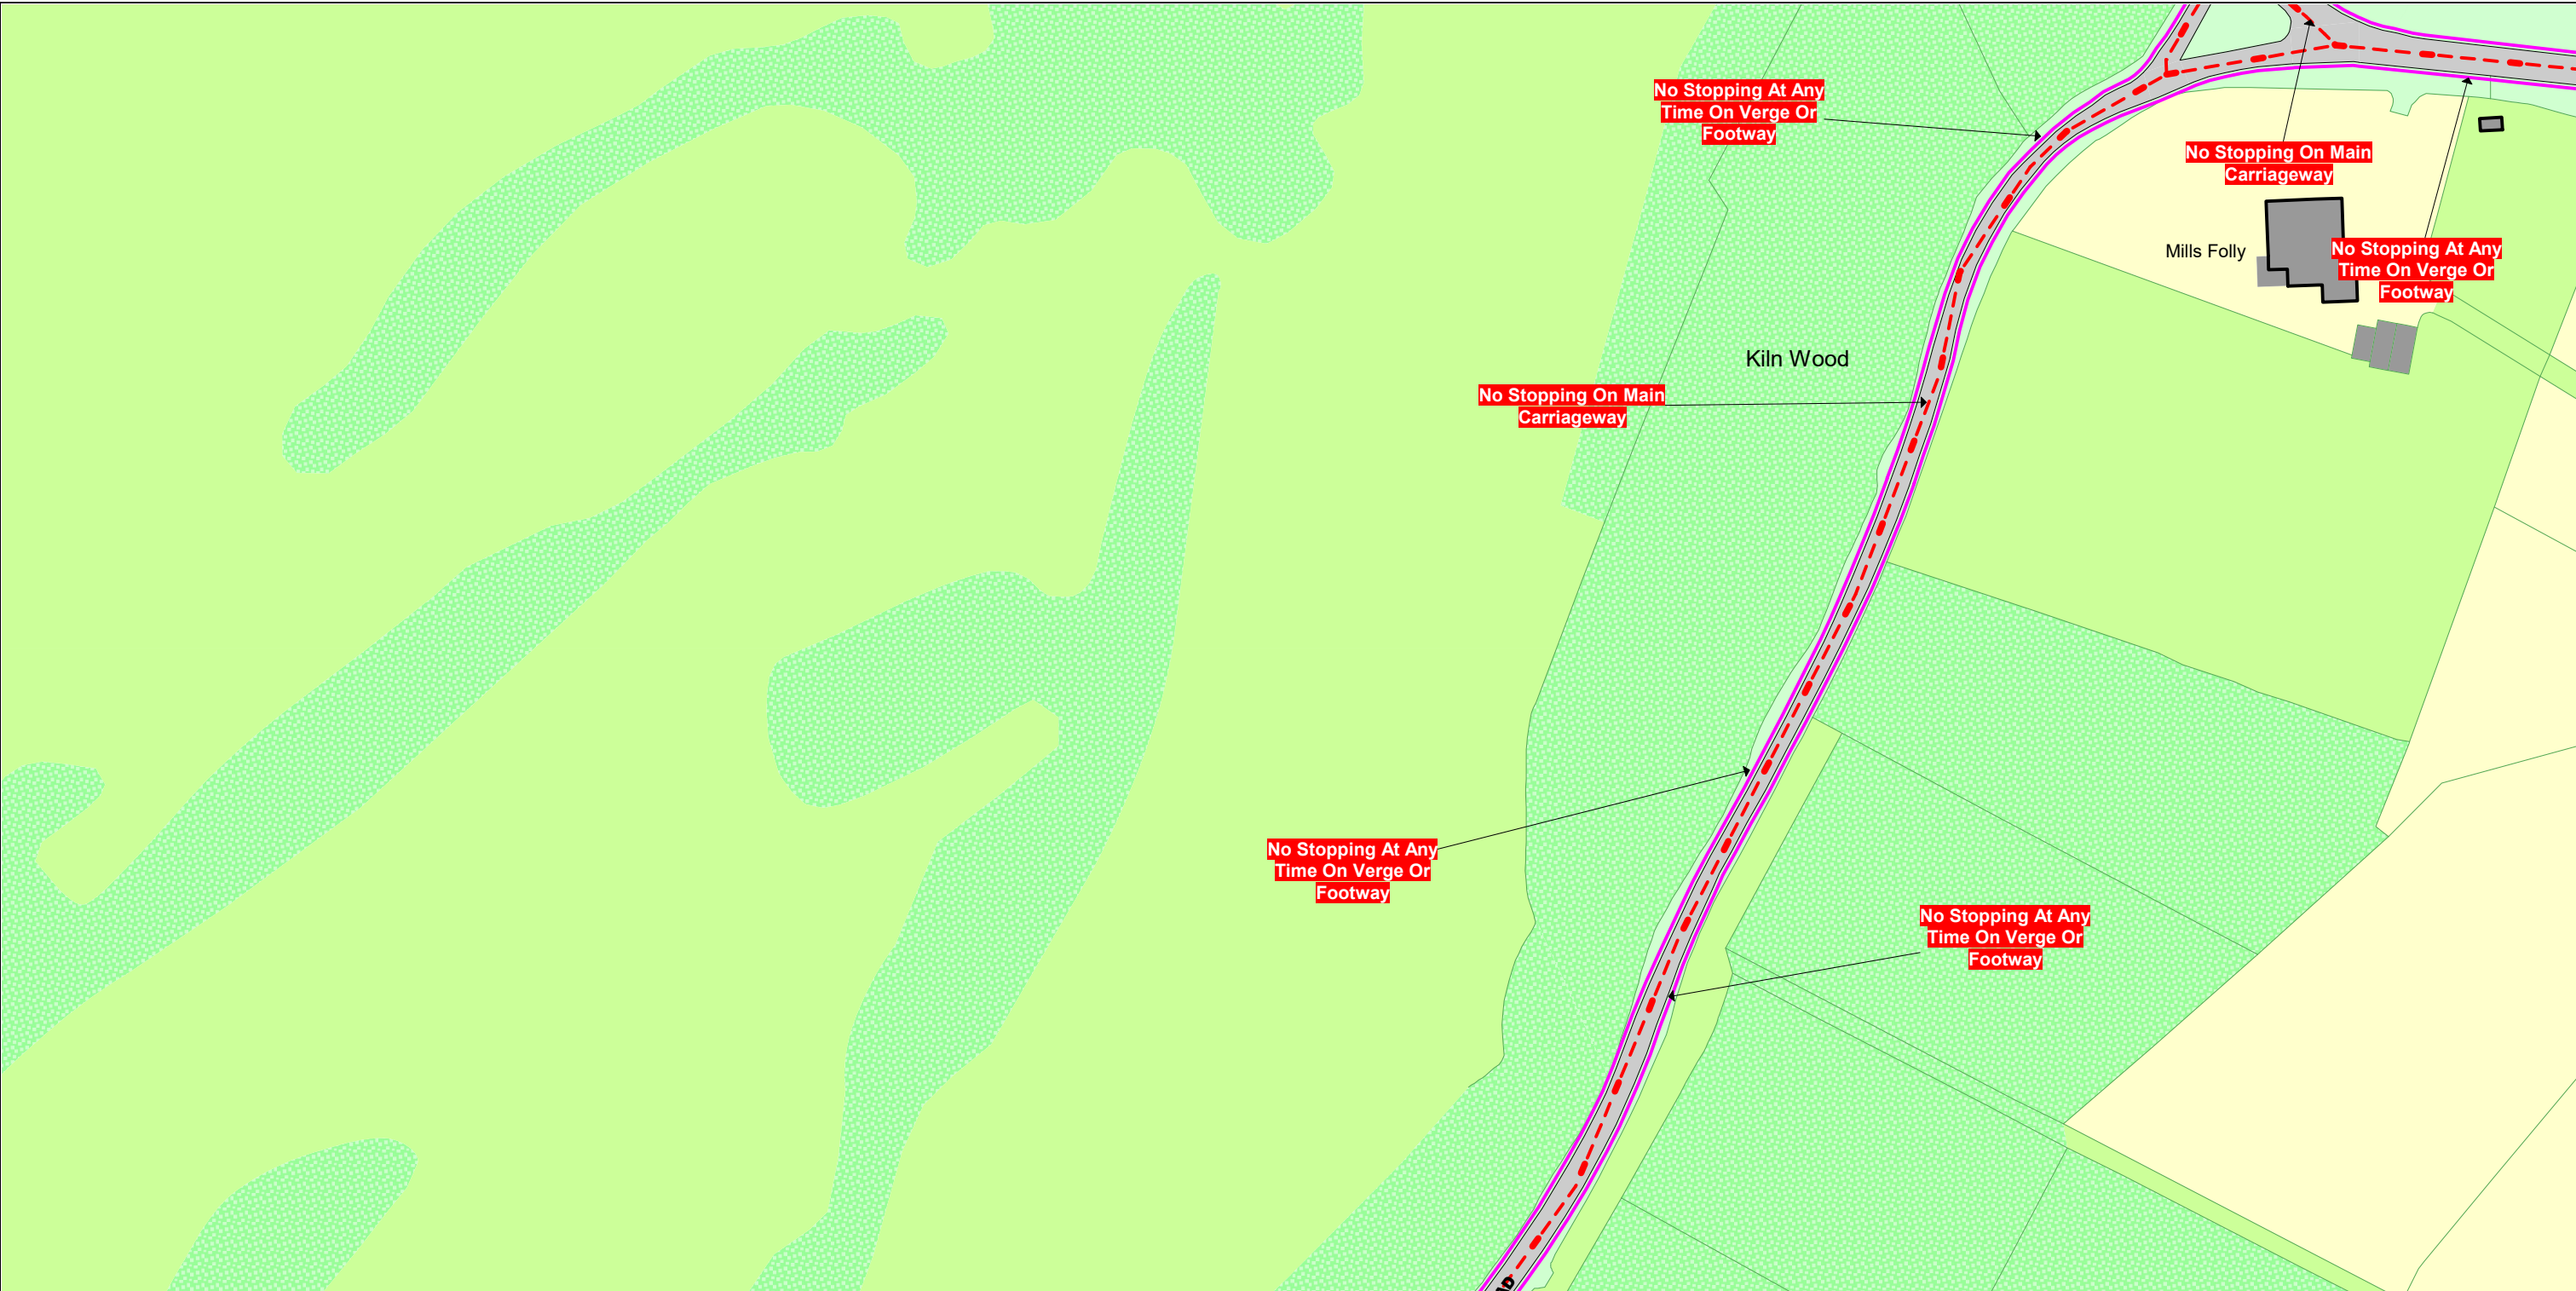 No Stopping At Any
Time On Verge Or
Footway
No Stopping On Main
Carriageway
Mills Folly
No Stopping At Any
Time On Verge Or
Footway
Kiln Wood
No Stopping On Main
Carriageway
No Stopping At Any
Time On Verge Or
Footway
No Stopping At Any
Time On Verge Or
Footway